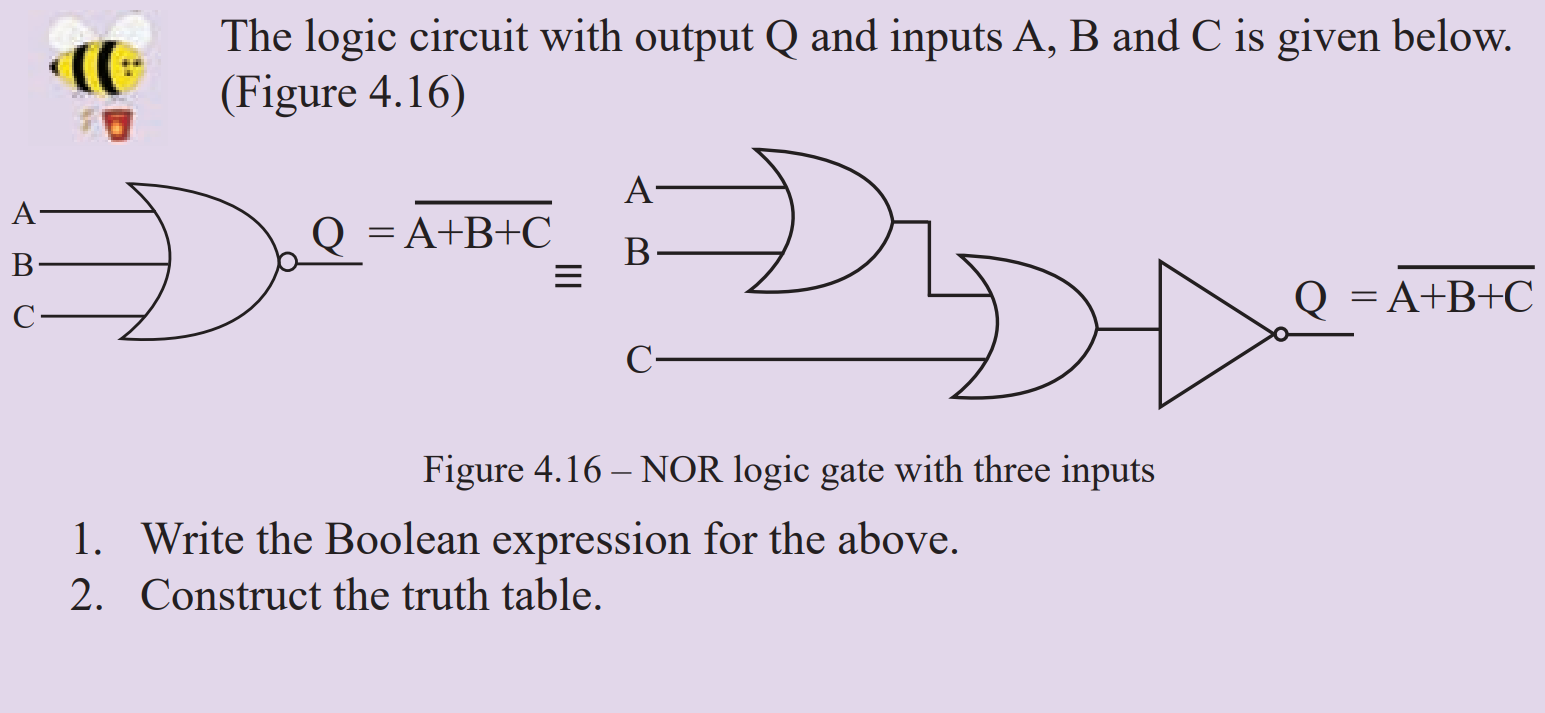 The logic circuit with output Q and inputs A, B and C is given below.
(Figure 4.16)
A
B
C
Q = A̅+̅B̅+̅C̅
≡
A
B
C
Q = A̅+̅B̅+̅C̅
Figure 4.16 – NOR logic gate with three inputs
1. Write the Boolean expression for the above.
2. Construct the truth table.